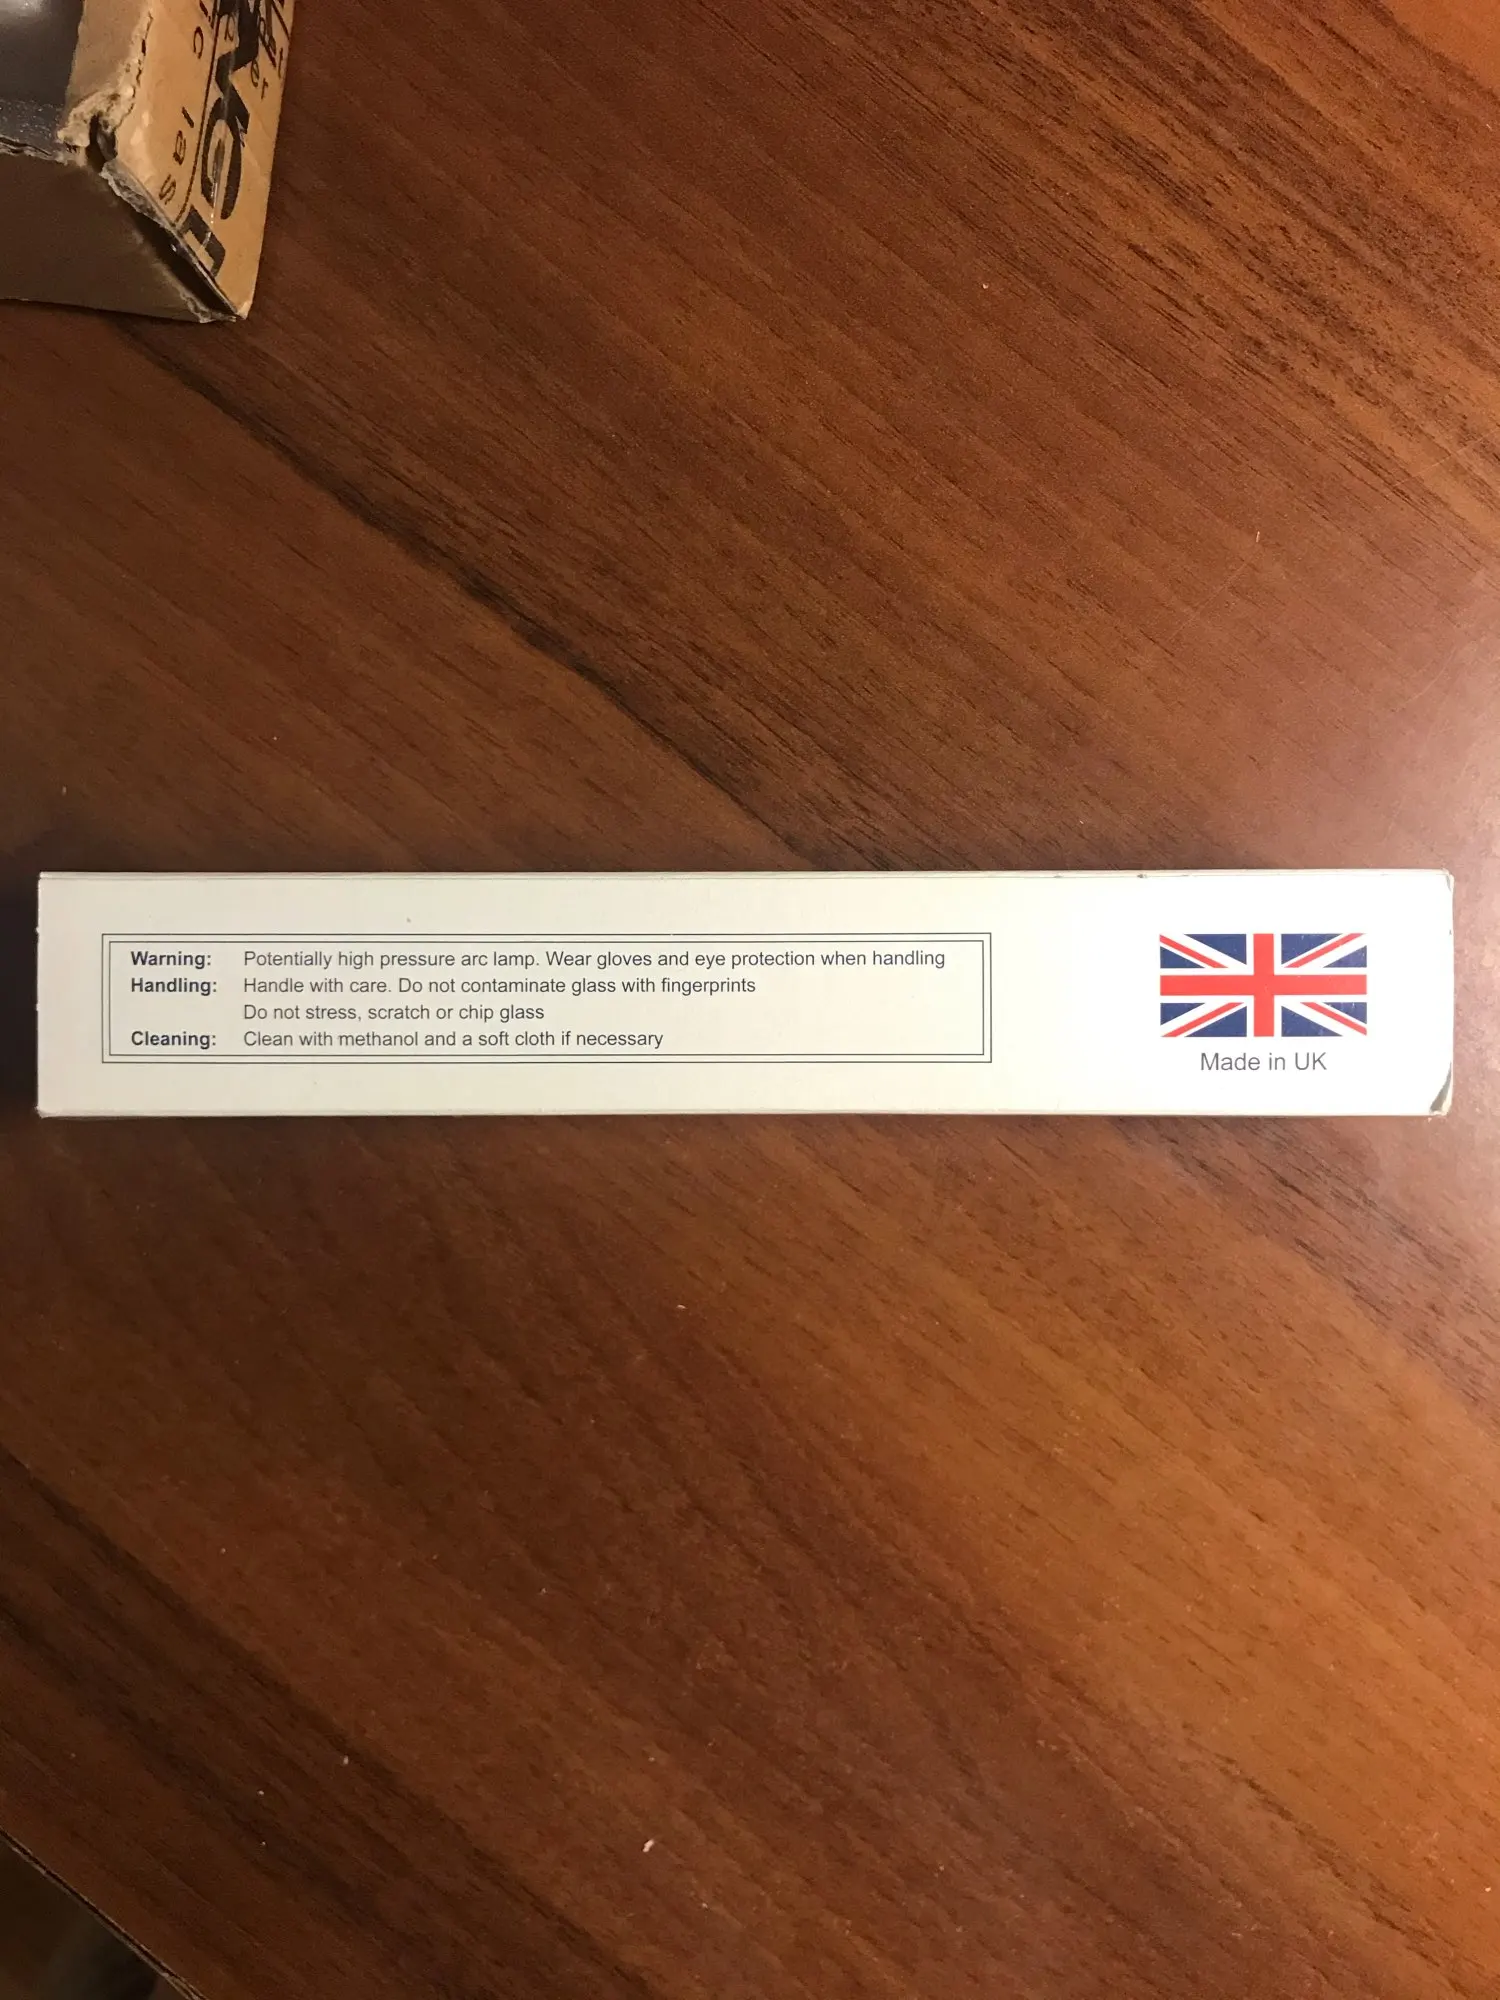 Warning: Potentially high pressure arc lamp. Wear gloves and eye protection when handling
Handling: Handle with care. Do not contaminate glass with fingerprints
Do not stress, scratch or chip glass
Cleaning: Clean with methanol and a soft cloth if necessary
Made in UK